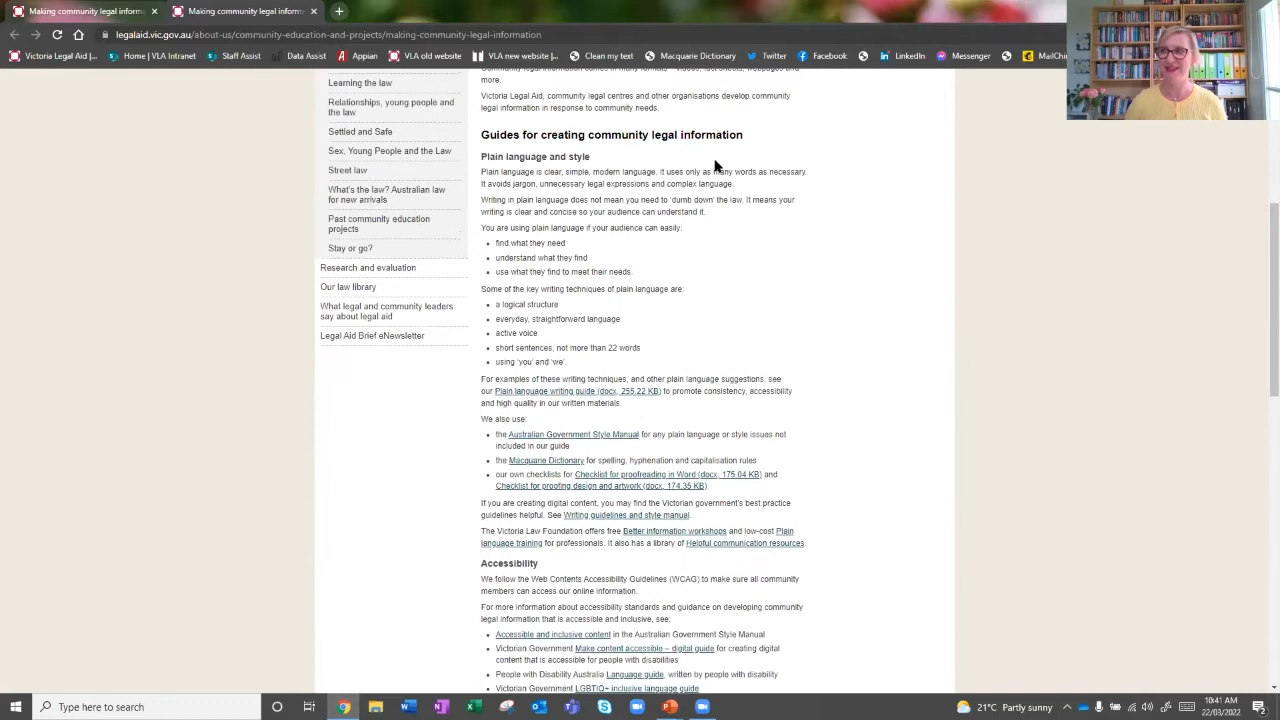 Making community legal inform
Making community legal inform
legalaid.vic.gov.au/about-us/community-education-and-projects/making-community-legal-information
Victoria Legal Aid |...
Home | VLA Intranet
Staff Assist
Data Assist
Appian
VLA old website
VLA new website |...
Clean my text
Macquarie Dictionary
Twitter
Facebook
LinkedIn
Messenger
MailChi
Learning the law
Relationships, young people and
the law
Settled and Safe
Sex, Young People and the Law
Street law
What's the law? Australian law
for new arrivals
Past community education
projects
Stay or go?
Research and evaluation
Our law library
What legal and community leaders
say about legal aid
Legal Aid Brief eNewsletter
more.
Victoria Legal Aid, community legal centres and other organisations develop community
legal information in response to community needs.
Guides for creating community legal information
Plain language and style
Plain language is clear, simple, modern language. It uses only as many words as necessary.
It avoids jargon, unnecessary legal expressions and complex language.
Writing in plain language does not mean you need to 'dumb down' the law. It means your
writing is clear and concise so your audience can understand it.
You are using plain language if your audience can easily:
find what they need
understand what they find
use what they find to meet their needs.
Some of the key writing techniques of plain language are:
a logical structure
everyday, straightforward language
active voice
short sentences, not more than 22 words
using 'you' and 'we'.
For examples of these writing techniques, and other plain language suggestions, see
our Plain language writing guide (docx, 255.22 KB) to promote consistency, accessibility
and high quality in our written materials.
We also use:
the Australian Government Style Manual for any plain language or style issues not
included in our guide
the Macquarie Dictionary for spelling, hyphenation and capitalisation rules
our own checklists for Checklist for proofreading in Word (docx, 175.04 KB) and
Checklist for proofing design and artwork (docx, 174.35 KB).
If you are creating digital content, you may find the Victorian government's best practice
guidelines helpful. See Writing guidelines and style manual.
The Victoria Law Foundation offers free Better information workshops and low-cost Plain
language training for professionals. It also has a library of Helpful communication resources.
Accessibility
We follow the Web Contents Accessibility Guidelines (WCAG) to make sure all community
members can access our online information.
For more information about accessibility standards and guidance on developing community
legal information that is accessible and inclusive, see:
Accessible and inclusive content in the Australian Government Style Manual
Victorian Government Make content accessible – digital guide for creating digital
content that is accessible for people with disabilities
People with Disability Australia Language guide, written by people with disability
Victorian Government LGBTIQ+ inclusive language guide
Type here to search
21°C Partly sunny
10:41 AM
22/03/2022